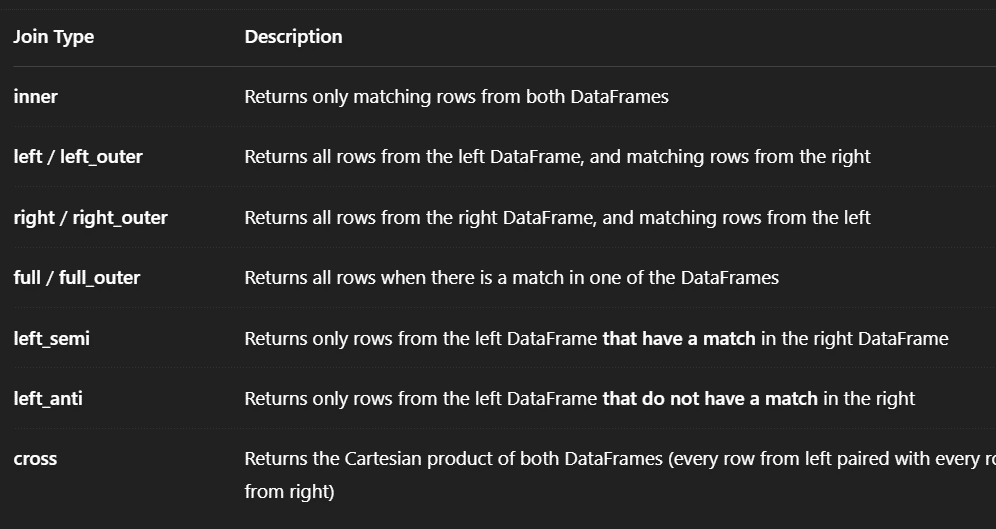 Join Type Description
inner Returns only matching rows from both DataFrames
left / left_outer Returns all rows from the left DataFrame, and matching rows from the right
right / right_outer Returns all rows from the right DataFrame, and matching rows from the left
full / full_outer Returns all rows when there is a match in one of the DataFrames
left_semi Returns only rows from the left DataFrame that have a match in the right DataFrame
left_anti Returns only rows from the left DataFrame that do not have a match in the right
cross Returns the Cartesian product of both DataFrames (every row from left paired with every
from right)